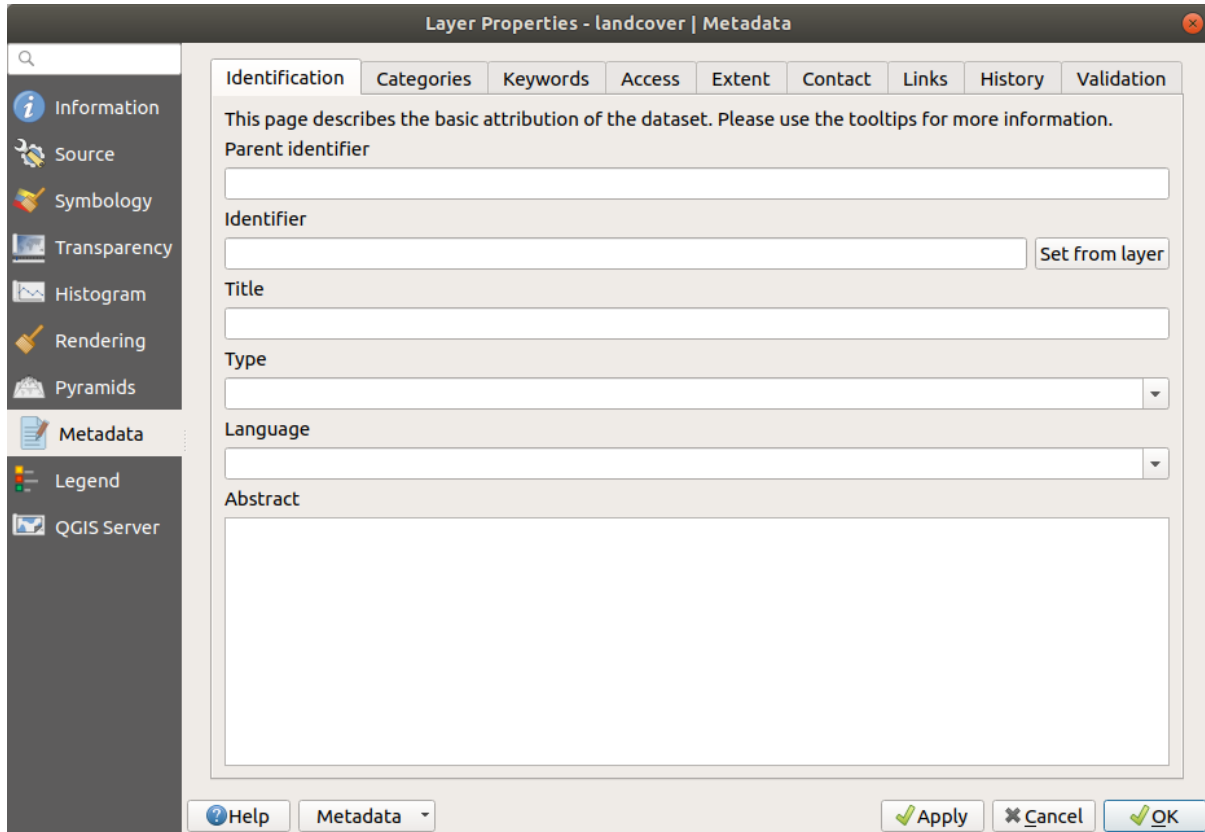 Layer Properties - landcover | Metadata
Information
Source
Symbology
Transparency
Histogram
Rendering
Pyramids
Metadata
Legend
QGIS Server
Identification Categories Keywords Access Extent Contact Links History Validation
This page describes the basic attribution of the dataset. Please use the tooltips for more information.
Parent identifier
Identifier
Set from layer
Title
Type
Language
Abstract
Help Metadata Apply Cancel OK